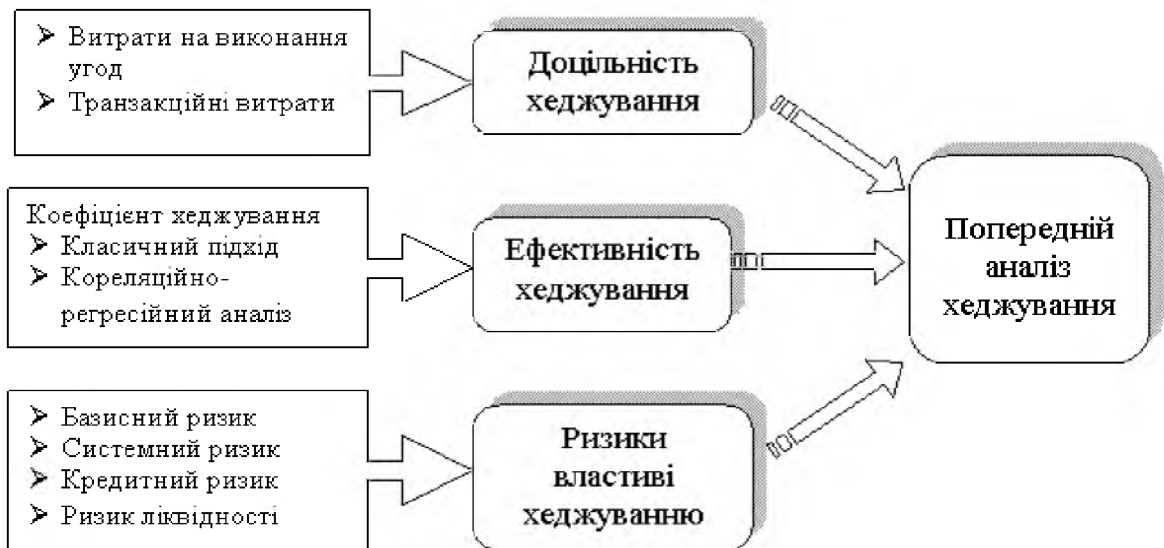 ➤ Витрати на виконання
угод
➤ Транзакційні витрати
Доцільність
хеджування
Коефіцієнт хеджування
➤ Класичний підхід
➤ Кореляційно-
регресійний аналіз
Ефективність
хеджування
Попередній
аналіз
хеджування
➤ Базисний ризик
➤ Системний ризик
➤ Кредитний ризик
➤ Ризик ліквідності
Ризики
властиві
хеджуванню